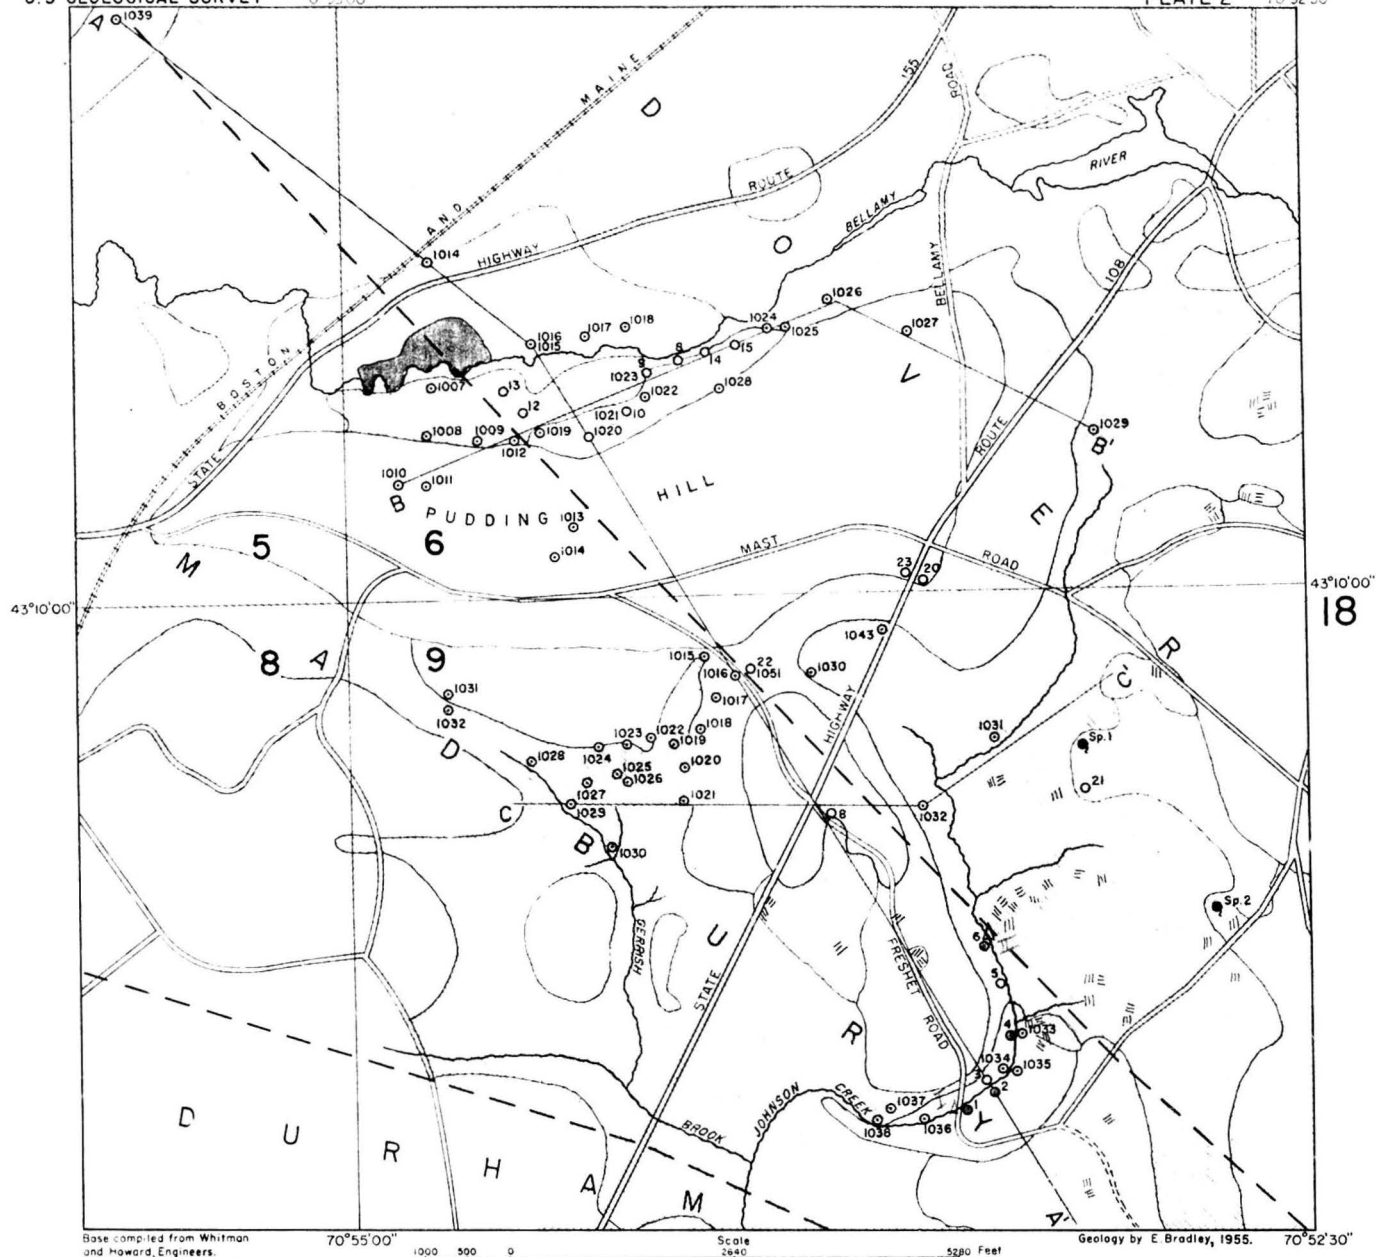 U.S GEOLOGICAL SURVEY
PLATE 2
A
1039
BOSTON AND MAINE
D
STATE HIGHWAY ROUTE 155
BELLAMY ROAD
BELLAMY RIVER
1014
O
1016
1015
1017
1018
1024
1025
1026
1027
8
14
15
9
1023
1022
1028
1021
10
1007
13
12
1008
1009
1012
1019
1020
V
1029
B'
1010
1011
B
PUDDING HILL
1013
1014
E
STATE HIGHWAY ROUTE 108
MAST ROAD
5
6
M
23
20
43°10'00"
43°10'00"
18
8
A
9
1043
R
1015
22
1016
1051
1030
1017
C'
1031
1032
D
1028
1023
1022
1018
1024
1019
1025
1026
1020
1027
1029
1021
C
1031
Sp.1
21
1032
8
B
1030
GERRISH BROOK
U
Sp.2
6
5
FRESHET ROAD
R
4
1033
1034
1035
3
2
1
JOHNSON CREEK
1037
1038
1036
Y
D U R H A M
A'
Base compiled from Whitman
and Howard, Engineers.
70°55'00"
Scale
1000 500 0 2640 5280 Feet
Geology by E. Bradley, 1955.
70°52'30"